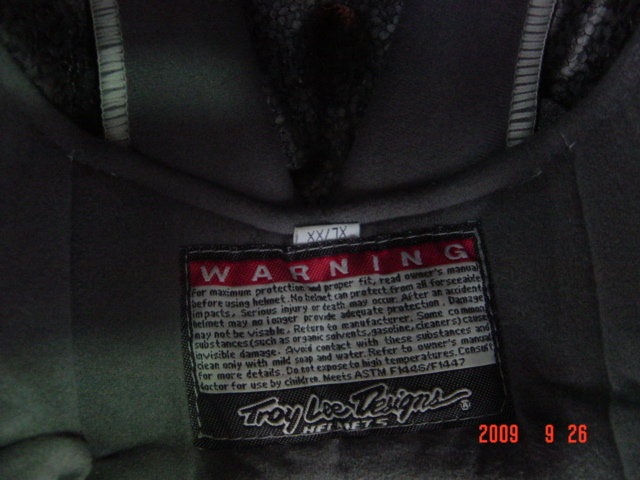 XL/XX
WARNING
For maximum protection and proper fit, read owner's manual
before using helmet. No helmet can protect from all forseeable
impacts. Serious injury or death may occur. After an accident
helmet may no longer provide adequate protection. Damage
may not be visable. Return to manufacturer. Some common
substances (such as organic solvents, gasoline, cleaners) cause
invisible damage. Avoid contact with these substances and
clean only with mild soap and water. Refer to owner's manual
for more details. Do not expose to high temperatures. Consult
doctor for use by children. Meets ASTM F1446/F1447
Troy Lee Designs ®
HELMETS
2009 9 26